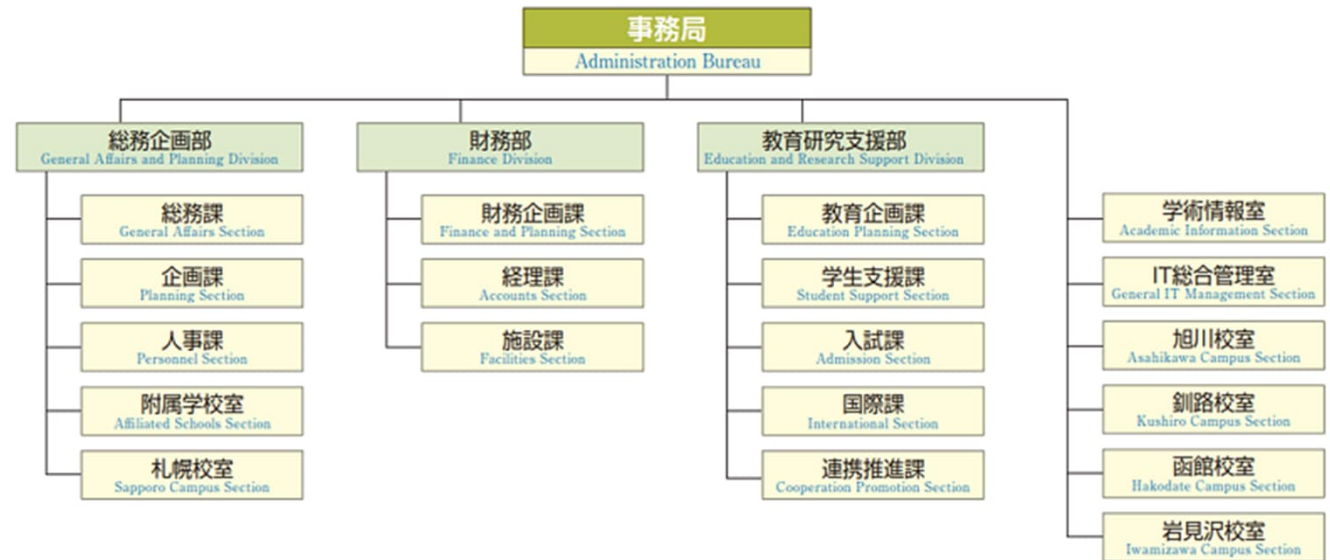 事務局
Administration Bureau
総務企画部
General Affairs and Planning Division
総務課
General Affairs Section
企画課
Planning Section
人事課
Personnel Section
附属学校室
Affiliated Schools Section
札幌校室
Sapporo Campus Section
財務部
Finance Division
財務企画課
Finance and Planning Section
経理課
Accounts Section
施設課
Facilities Section
教育研究支援部
Education and Research Support Division
教育企画課
Education Planning Section
学生支援課
Student Support Section
入試課
Admission Section
国際課
International Section
連携推進課
Cooperation Promotion Section
学術情報室
Academic Information Section
IT総合管理室
General IT Management Section
旭川校室
Asahikawa Campus Section
釧路校室
Kushiro Campus Section
函館校室
Hakodate Campus Section
岩見沢校室
Iwamizawa Campus Section